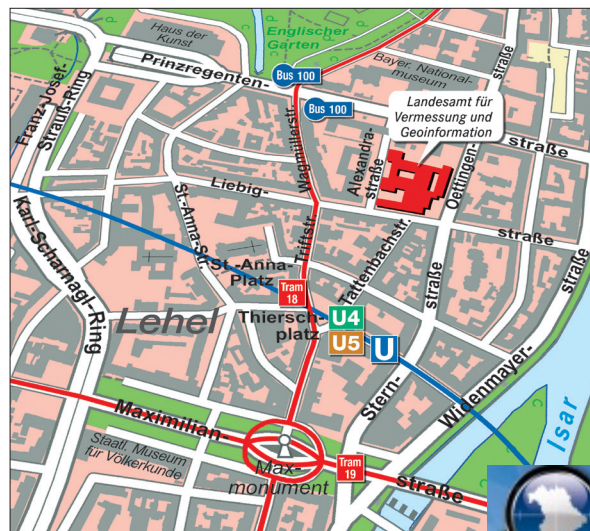 Haus der
Kunst
Englischer
Garten
Prinzregenten-
Bus 100
Bayer. National-
museum
straße
Franz-Josef-
Strauß-Ring
Bus 100
Landesamt für
Vermessung und
Geoinformation
Wagmüllerstr.
Alexandra-
straße
Oettingen-
straße
Liebig-
straße
St.-Anna-Str.
Triftstr.
Tattenbachstr.
Karl-Scharnagl-Ring
St.-Anna-
Platz
Tram
18
Lehel
Thiersch-
platz
U4
U5
U
straße
Stern-
Widenmayer-
Isar
Maximilian-
Staatl. Museum
für Völkerkunde
Max-
monument
Tram
19
straße
E